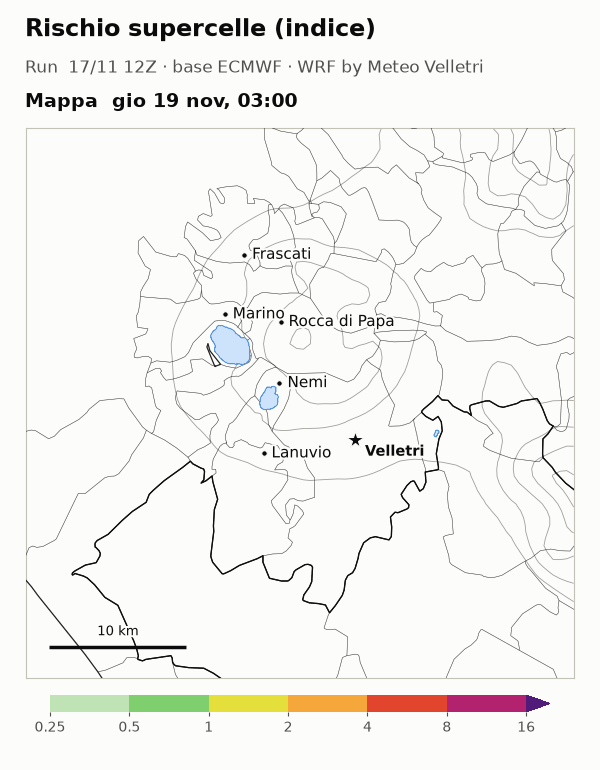 Rischio supercelle (indice)
Run  17/11 12Z · base ECMWF · WRF by Meteo Velletri
Mappa  gio 19 nov, 03:00
Frascati
Marino
Rocca di Papa
Nemi
Velletri
Lanuvio
10 km
0.25 0.5 1 2 4 8 16